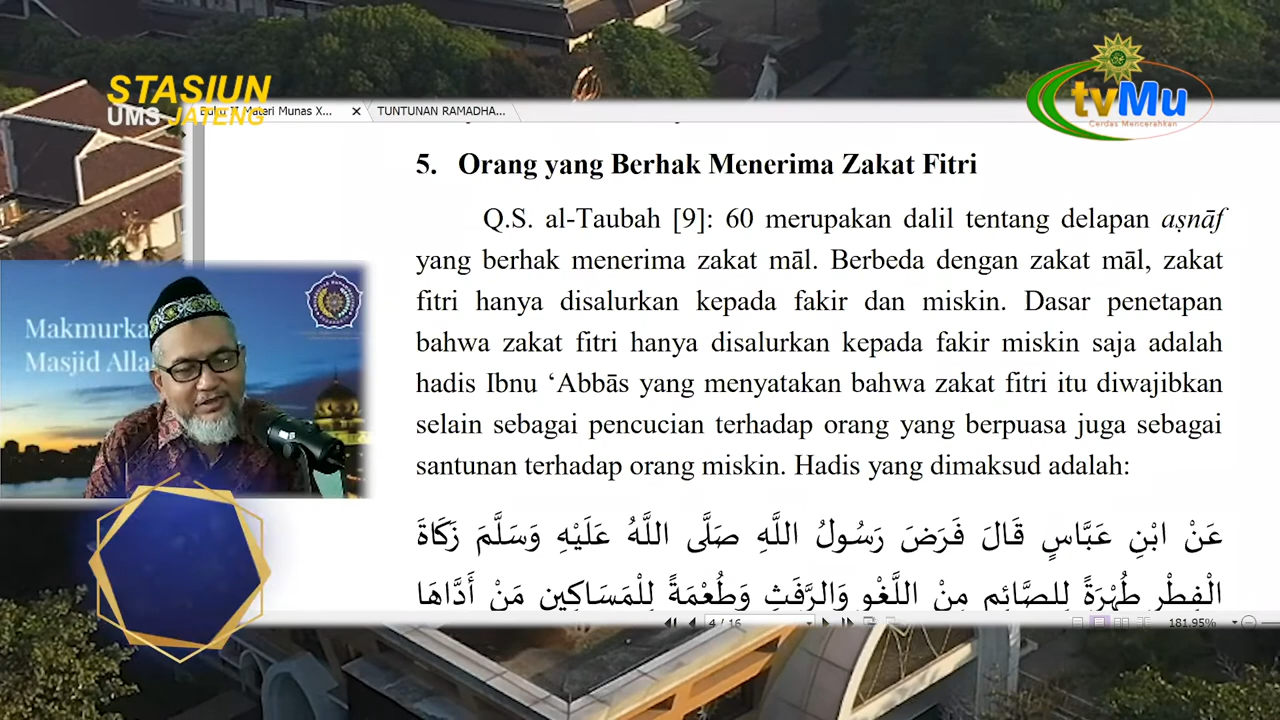 STASIUN
UMS JATENG
tvMu
Cerdas Mencerahkan
Materi Munas X...
TUNTUNAN RAMADHA...
5. Orang yang Berhak Menerima Zakat Fitri
Q.S. al-Taubah [9]: 60 merupakan dalil tentang delapan aṣnāf
yang berhak menerima zakat māl. Berbeda dengan zakat māl, zakat
fitri hanya disalurkan kepada fakir dan miskin. Dasar penetapan
bahwa zakat fitri hanya disalurkan kepada fakir miskin saja adalah
hadis Ibnu ‘Abbās yang menyatakan bahwa zakat fitri itu diwajibkan
selain sebagai pencucian terhadap orang yang berpuasa juga sebagai
santunan terhadap orang miskin. Hadis yang dimaksud adalah:
عَنْ ابْنِ عَبَّاسٍ قَالَ فَرَضَ رَسُولُ اللَّهِ صَلَّى اللَّهُ عَلَيْهِ وَسَلَّمَ زَكَاةَ
الْفِطْرِ طُهْرَةً لِلصَّائِمِ مِنْ اللَّغْوِ وَالرَّفَثِ وَطُعْمَةً لِلْمَسَاكِينِ مَنْ أَدَّاهَا
Makmurka
Masjid Alla
4 / 16
181.95%